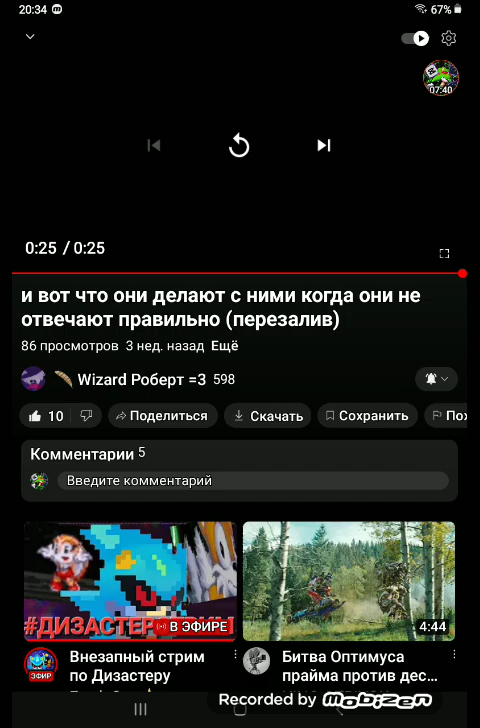 20:34
67%
07:40
0:25 / 0:25
и вот что они делают с ними когда они не
отвечают правильно (перезалив)
86 просмотров 3 нед. назад Ещё
Wizard Роберт =3 598
10 Поделиться Скачать Сохранить
Комментарии 5
Введите комментарий
В ЭФИРЕ
4:44
ЭФИР
Внезапный стрим
по Дизастеру
Битва Оптимуса
прайма против дес...
Recorded by Mobizen